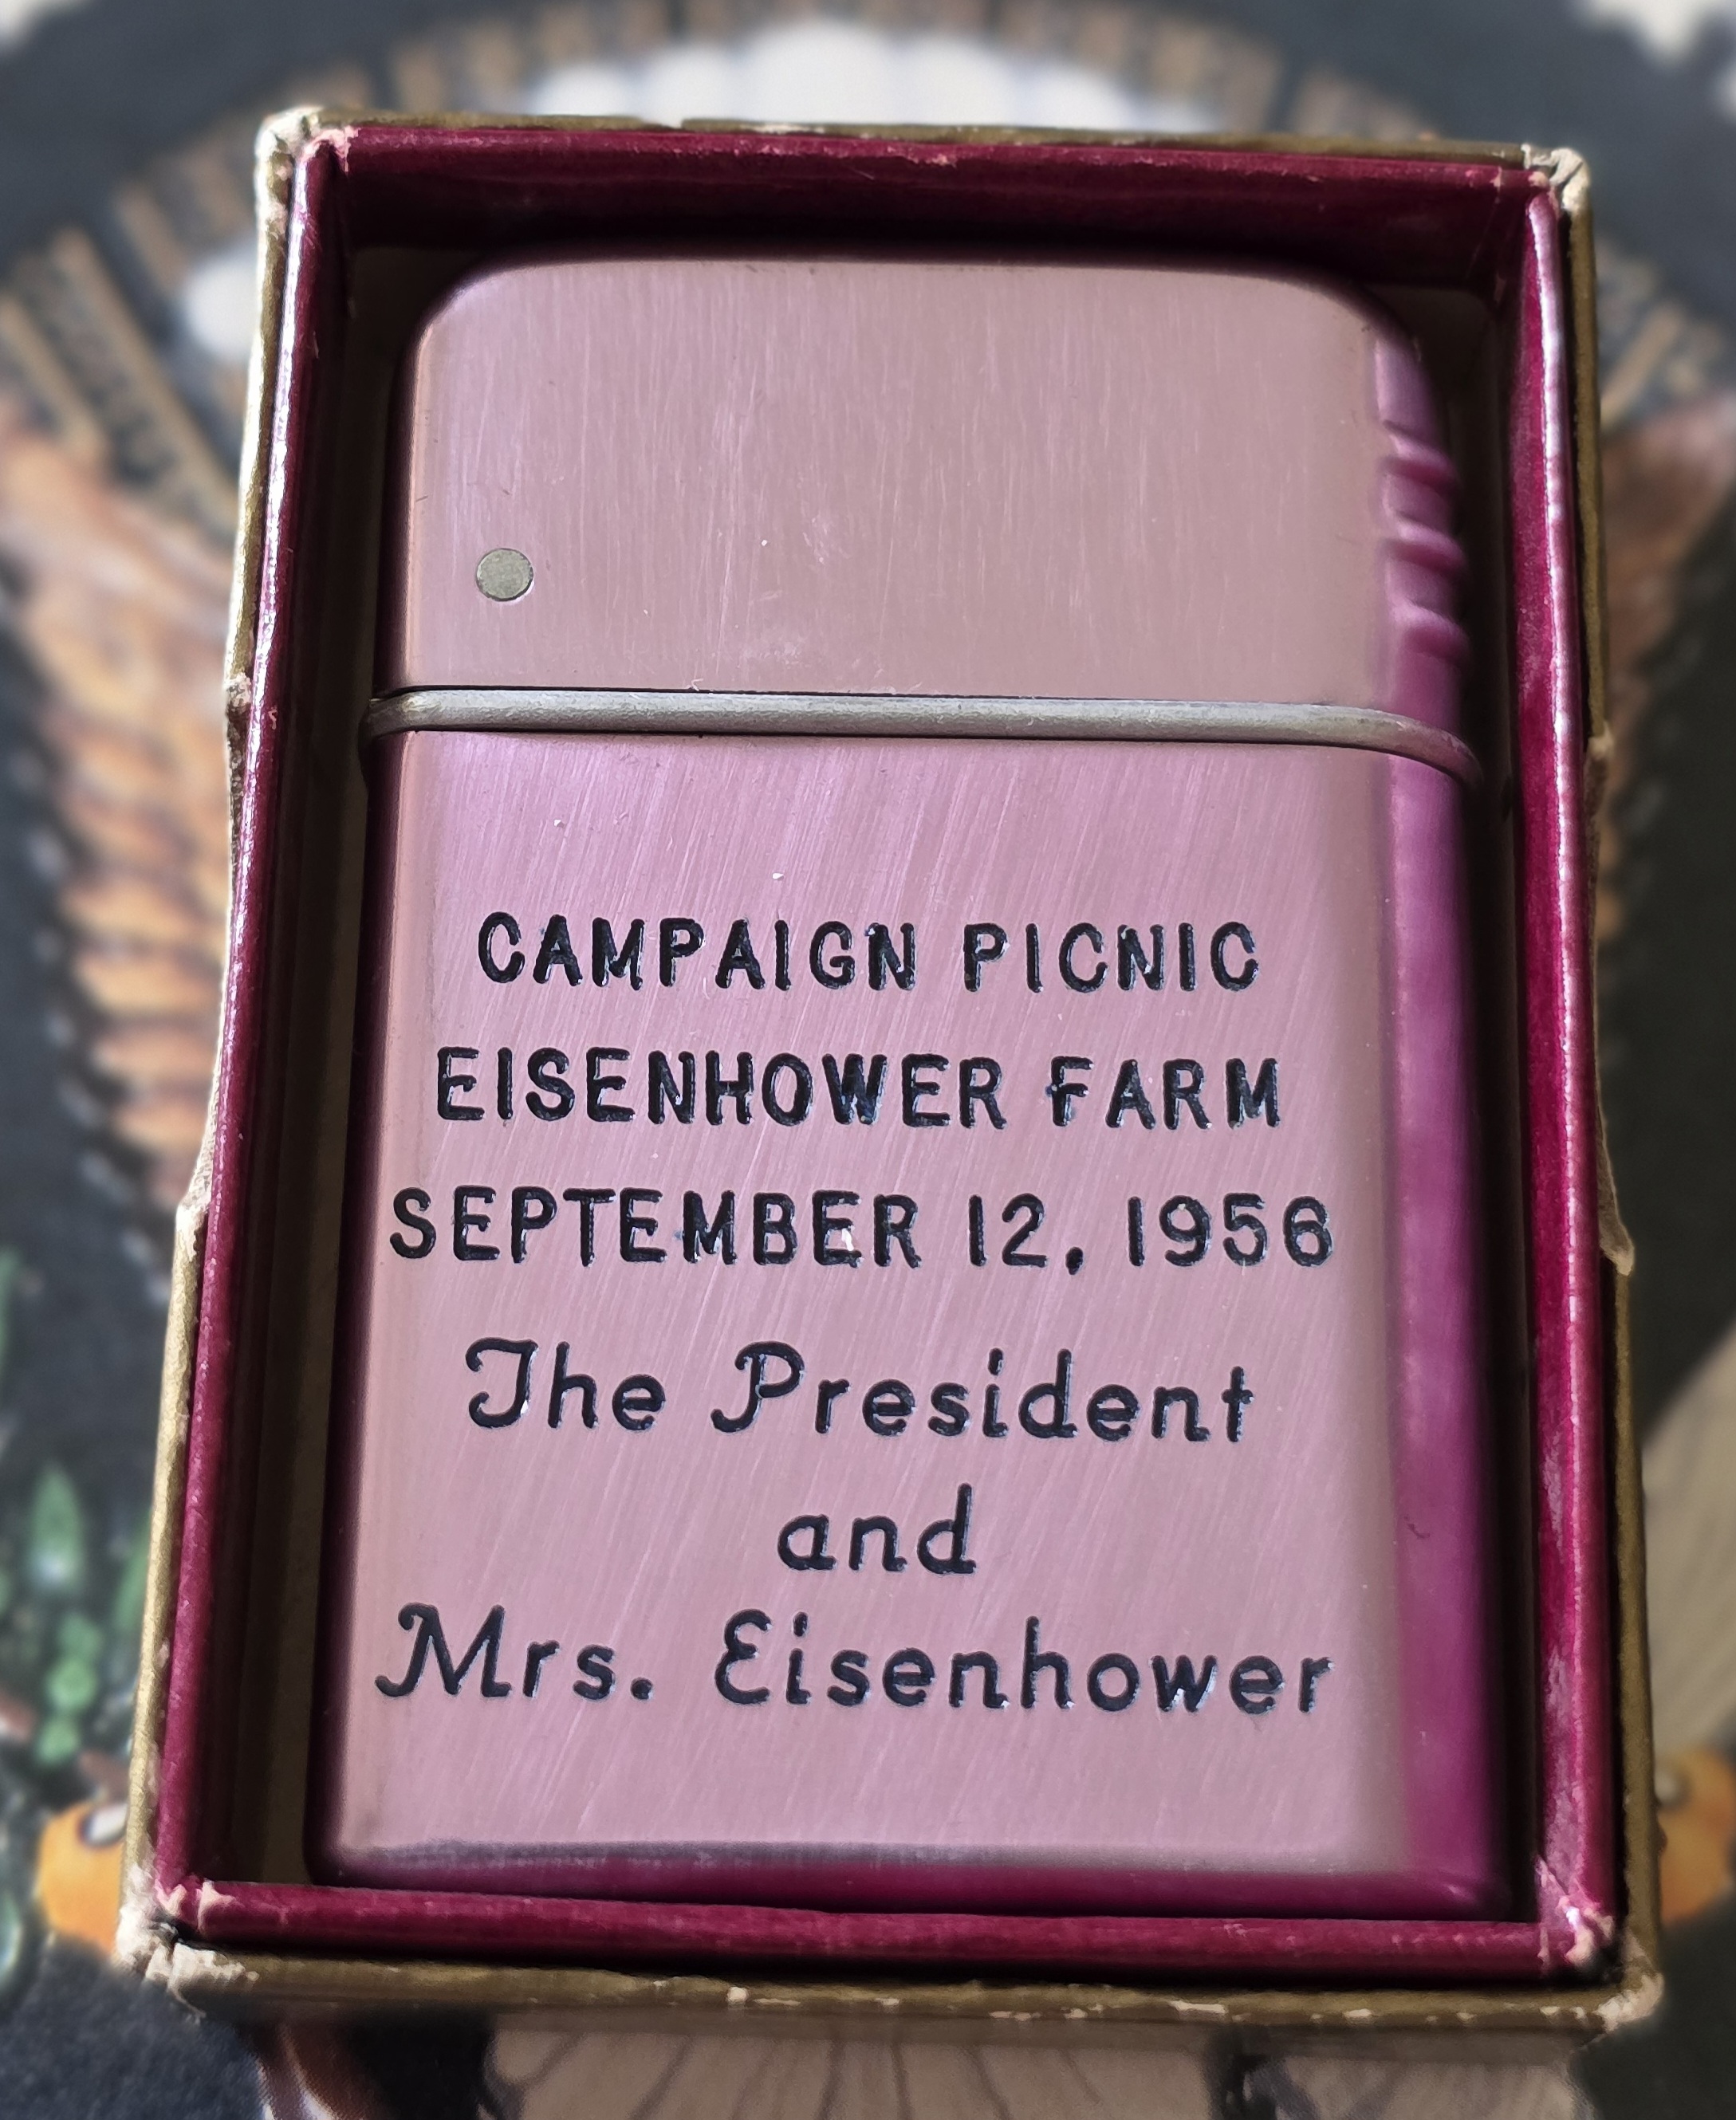 CAMPAIGN PICNIC
EISENHOWER FARM
SEPTEMBER 12, 1956
The President
and
Mrs. Eisenhower